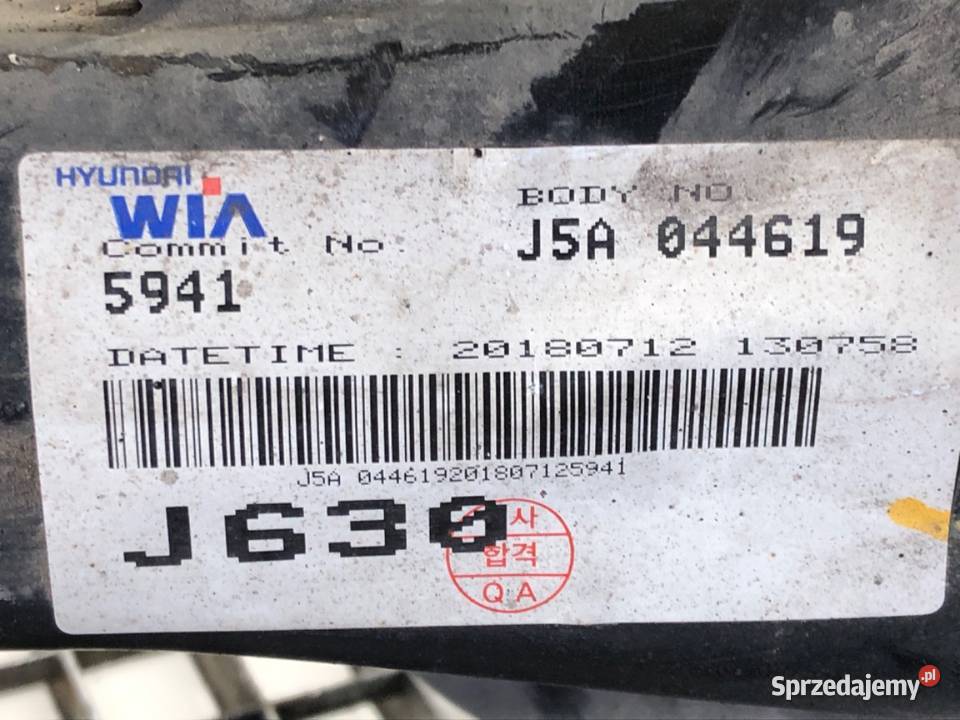 HYUNDAI
WIA
BODY NO.
J5A 044619
Commit No.
5941
DATETIME : 20180712 130758
J5A 044619201807125941
J630
사
합격
QA
Sprzedajemy.pl